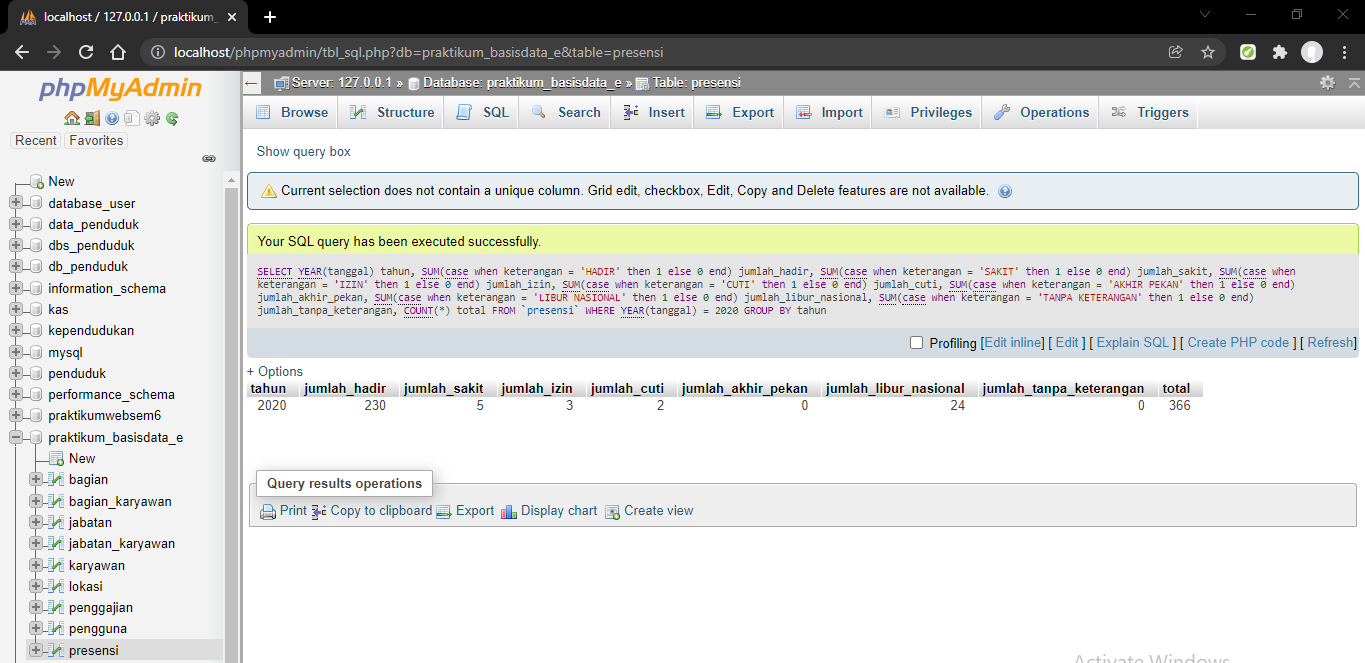 localhost / 127.0.0.1 / praktikum_
localhost/phpmyadmin/tbl_sql.php?db=praktikum_basisdata_e&table=presensi
phpMyAdmin
Recent Favorites
New
database_user
data_penduduk
dbs_penduduk
db_penduduk
information_schema
kas
kependudukan
mysql
penduduk
performance_schema
praktikumwebsem6
praktikum_basisdata_e
New
bagian
bagian_karyawan
jabatan
jabatan_karyawan
karyawan
lokasi
penggajian
pengguna
presensi
Server: 127.0.0.1 » Database: praktikum_basisdata_e » Table: presensi
Browse Structure SQL Search Insert Export Import Privileges Operations Triggers
Show query box
Current selection does not contain a unique column. Grid edit, checkbox, Edit, Copy and Delete features are not available.
Your SQL query has been executed successfully.
SELECT YEAR(tanggal) tahun, SUM(case when keterangan = 'HADIR' then 1 else 0 end) jumlah_hadir, SUM(case when keterangan = 'SAKIT' then 1 else 0 end) jumlah_sakit, SUM(case when
keterangan = 'IZIN' then 1 else 0 end) jumlah_izin, SUM(case when keterangan = 'CUTI' then 1 else 0 end) jumlah_cuti, SUM(case when keterangan = 'AKHIR PEKAN' then 1 else 0 end)
jumlah_akhir_pekan, SUM(case when keterangan = 'LIBUR NASIONAL' then 1 else 0 end) jumlah_libur_nasional, SUM(case when keterangan = 'TANPA KETERANGAN' then 1 else 0 end)
jumlah_tanpa_keterangan, COUNT(*) total FROM `presensi` WHERE YEAR(tanggal) = 2020 GROUP BY tahun
Profiling [Edit inline] [ Edit ] [ Explain SQL ] [ Create PHP code ] [ Refresh]
+ Options
tahun jumlah_hadir jumlah_sakit jumlah_izin jumlah_cuti jumlah_akhir_pekan jumlah_libur_nasional jumlah_tanpa_keterangan total
2020 230 5 3 2 0 24 0 366
Query results operations
Print Copy to clipboard Export Display chart Create view
Activate Windows